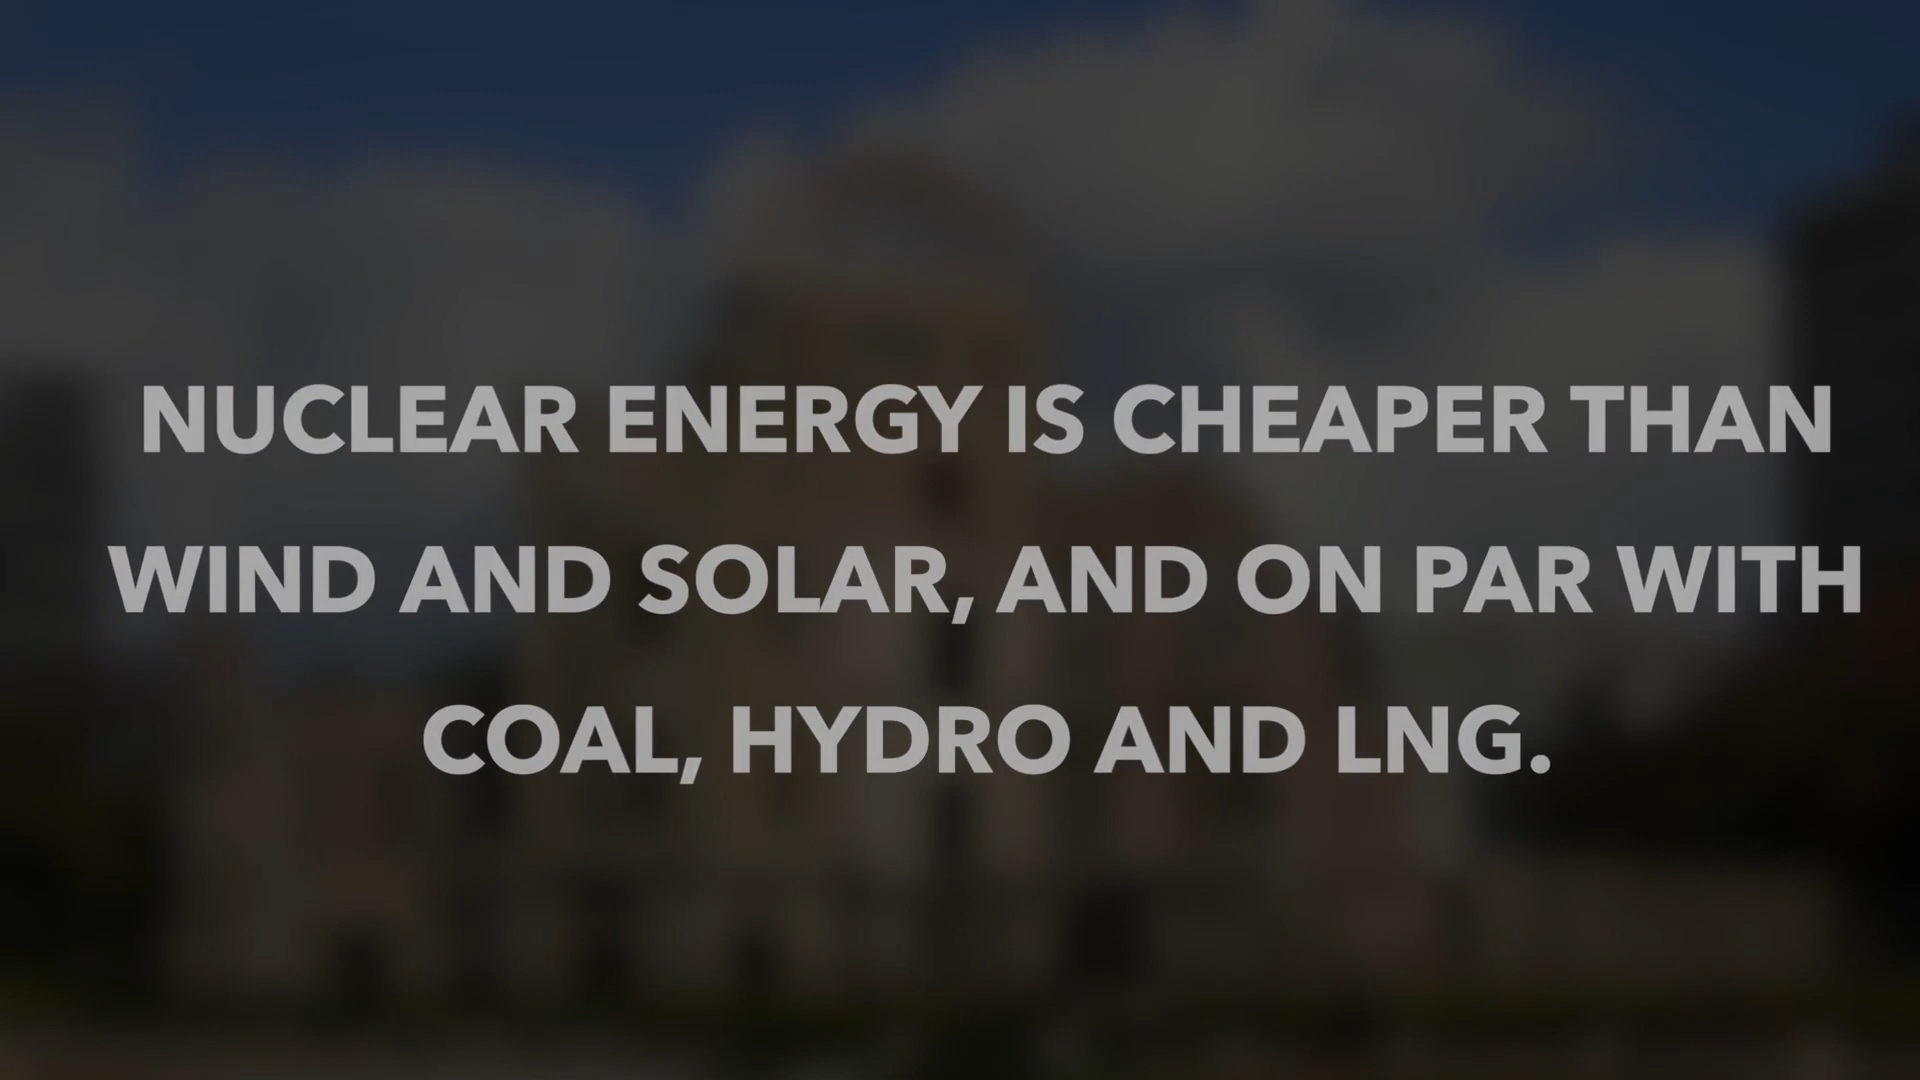 NUCLEAR ENERGY IS CHEAPER THAN
WIND AND SOLAR, AND ON PAR WITH
COAL, HYDRO AND LNG.